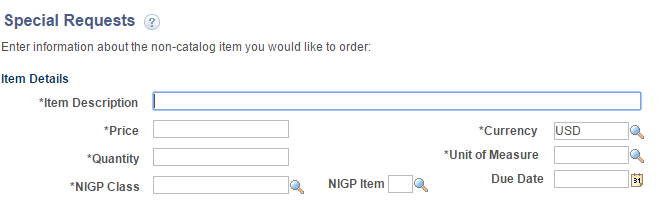 Special Requests ?
Enter information about the non-catalog item you would like to order:
Item Details
*Item Description
*Price *Currency USD
*Quantity *Unit of Measure
*NIGP Class NIGP Item Due Date 31